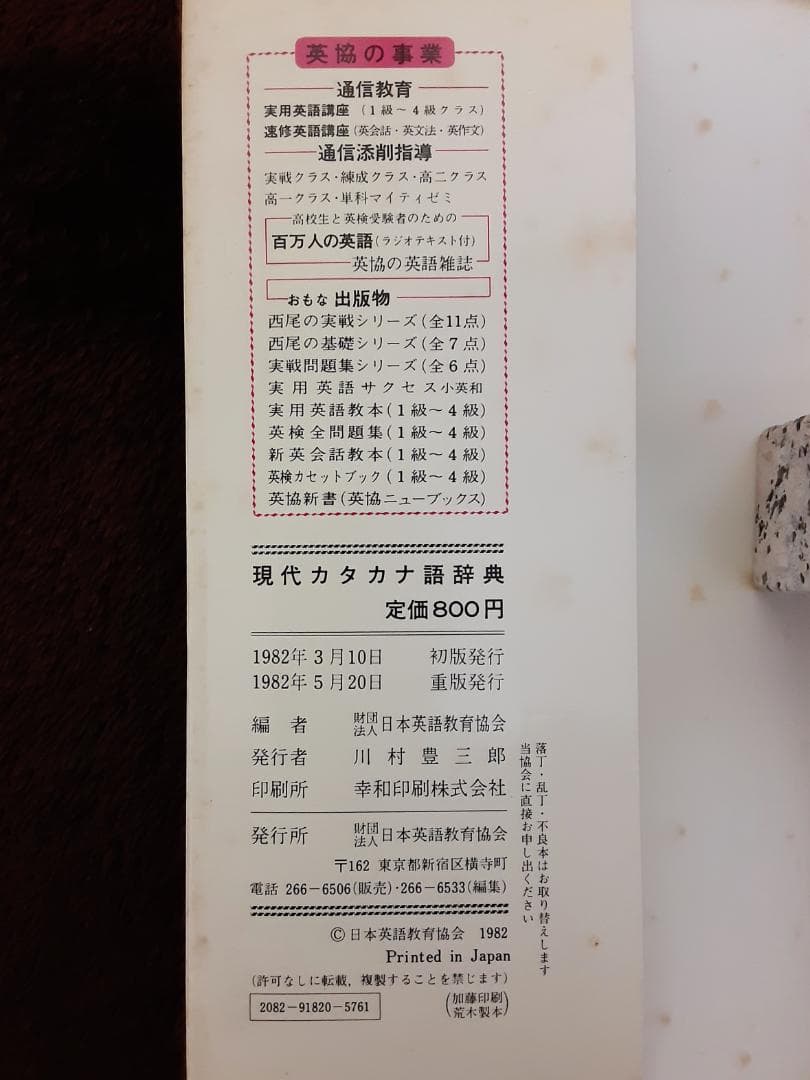 英協の事業
通信教育
実用英語講座 (1級〜4級クラス)
速修英語講座(英会話・英文法・英作文)
通信添削指導
実戦クラス・練成クラス・高二クラス
高一クラス・単科マイティゼミ
高校生と英検受験者のための
百万人の英語(ラジオテキスト付)
英協の英語雑誌
おもな 出版物
西尾の実戦シリーズ(全11点)
西尾の基礎シリーズ(全7点)
実戦問題集シリーズ(全6点)
実用英語サクセス小英和
実用英語教本(1級〜4級)
英検全問題集(1級〜4級)
新英会話教本(1級〜4級)
英検カセットブック(1級〜4級)
英協新書(英協ニューブックス)
現代カタカナ語辞典
定価800円
1982年3月10日 初版発行
1982年5月20日 重版発行
編者 財団法人日本英語教育協会
発行者 川村豊三郎
印刷所 幸和印刷株式会社
発行所 財団法人日本英語教育協会
〒162 東京都新宿区横寺町
電話 266-6506(販売)・266-6533(編集)
©日本英語教育協会 1982
Printed in Japan
(許可なしに転載，複製することを禁じます)
2082-91820-5761
(加藤印刷
荒木製本)
落丁・乱丁・不良本はお取り替えします
当協会に直接お申し出ください